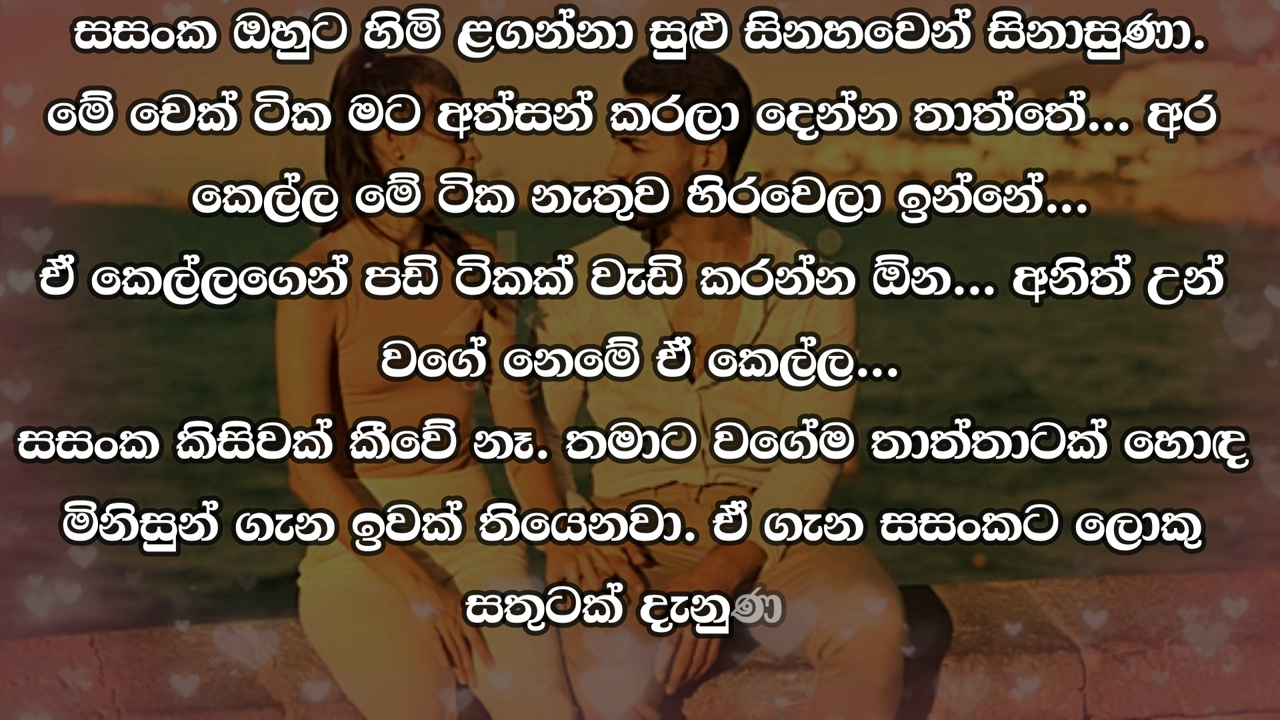 සසංක ඔහුට හිමි ළගන්නා සුළු සිනහවෙන් සිනාසුණා.
මේ චෙක් ටික මට අත්සන් කරලා දෙන්න තාත්තේ... අර
කෙල්ල මේ ටික නැතුව හිරවෙලා ඉන්නේ...
ඒ කෙල්ලගෙන් පඩි ටිකක් වැඩි කරන්න ඕන... අනිත් උන්
වගේ නෙමේ ඒ කෙල්ල...
සසංක කිසිවක් කීවේ නෑ. තමාට වගේම තාත්තාටක් හොඳ
මිනිසුන් ගැන ඉවක් තියෙනවා. ඒ ගැන සසංකට ලොකු
සතුටක් දැනුණ